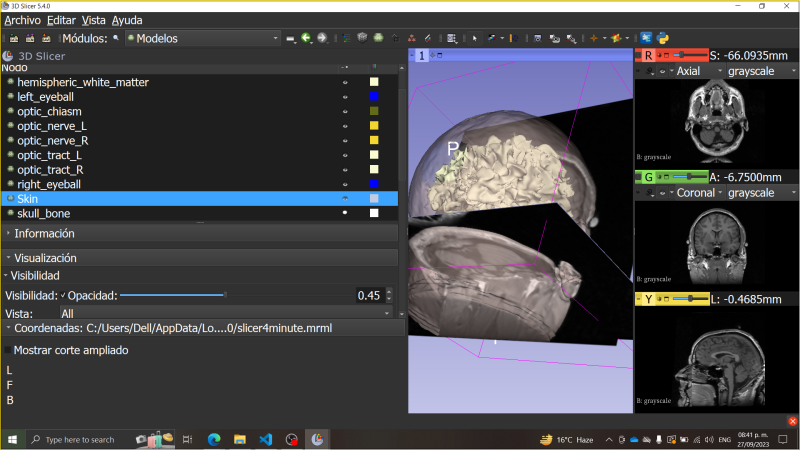 3D Slicer 5.4.0
Archivo Editar Vista Ayuda
Módulos: Modelos
3D Slicer
Nodo
hemispheric_white_matter
left_eyeball
optic_chiasm
optic_nerve_L
optic_nerve_R
optic_tract_L
optic_tract_R
right_eyeball
Skin
skull_bone
Información
Visualización
Visibilidad
Visibilidad: Opacidad: 0.45
Vista: All
Coordenadas: C:/Users/Dell/AppData/Lo....0/slicer4minute.mrml
Mostrar corte ampliado
L
F
B
1
P
R S: -66.0935mm
Axial grayscale
B: grayscale
G A: -6.7500mm
Coronal grayscale
B: grayscale
Y L: -0.4685mm
B: grayscale
Type here to search
16°C Haze
ENG
08:41 p. m.
27/09/2023